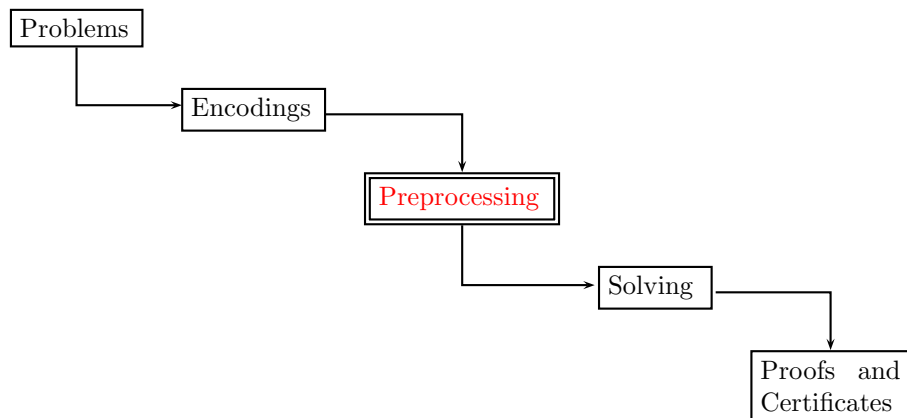 Problems
Encodings
Preprocessing
Solving
Proofs and
Certificates